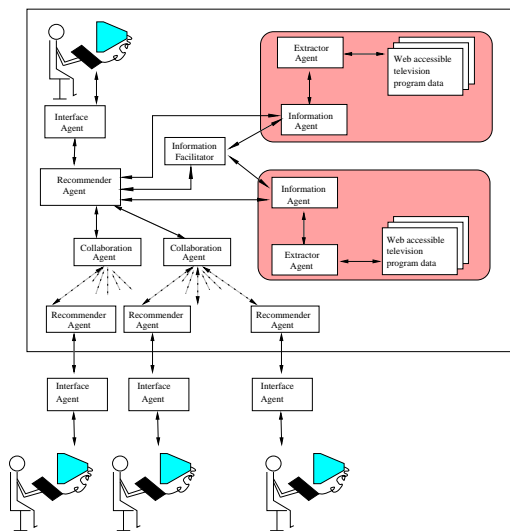 Extractor
Agent
Web accessible
television
program data
Interface
Agent
Information
Agent
Information
Facilitator
Recommender
Agent
Information
Agent
Collaboration
Agent
Collaboration
Agent
Extractor
Agent
Web accessible
television
program data
Recommender
Agent
Recommender
Agent
Recommender
Agent
Interface
Agent
Interface
Agent
Interface
Agent